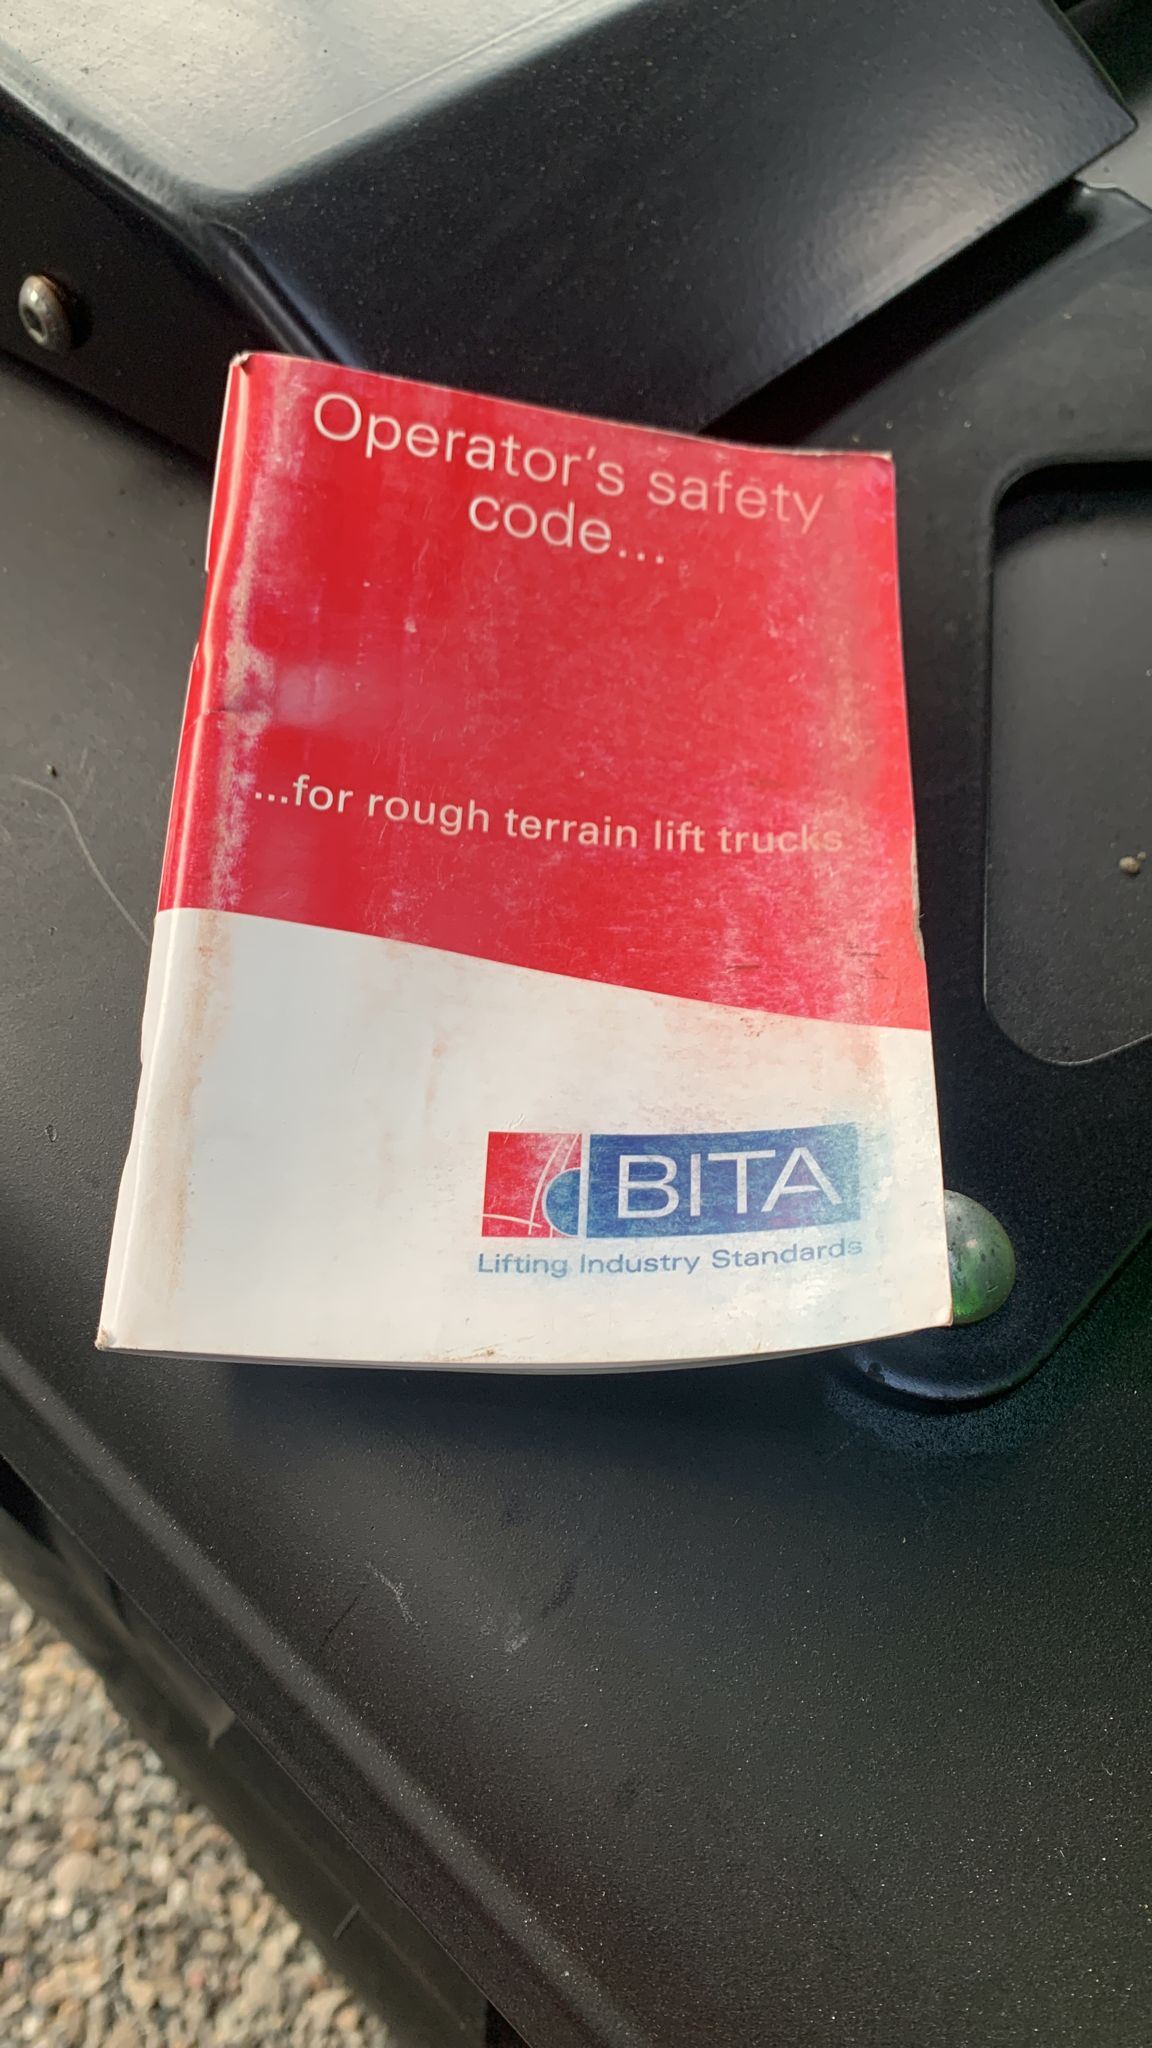 Operator's safety
code...
...for rough terrain lift trucks
BITA
Lifting Industry Standards